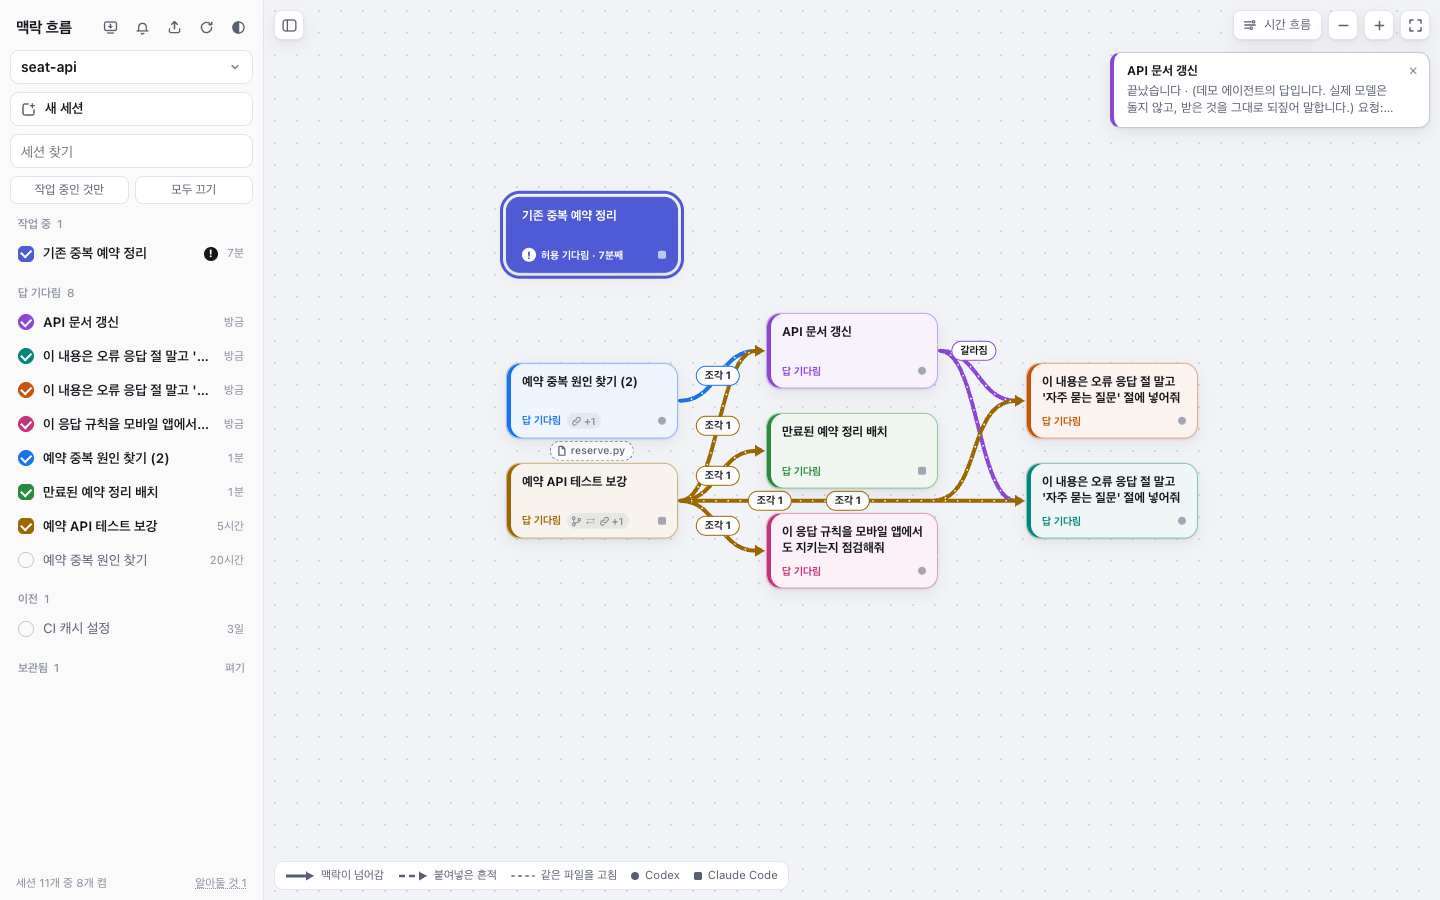 맥락 흐름
seat-api
새 세션
세션 찾기
작업 중인 것만
모두 끄기
작업 중 1
기존 중복 예약 정리
! 7분
답 기다림 8
API 문서 갱신
방금
이 내용은 오류 응답 절 말고 '...
방금
이 내용은 오류 응답 절 말고 '...
방금
이 응답 규칙을 모바일 앱에서...
방금
예약 중복 원인 찾기 (2)
1분
만료된 예약 정리 배치
1분
예약 API 테스트 보강
5시간
예약 중복 원인 찾기
20시간
이전 1
CI 캐시 설정
3일
보관됨 1
펴기
세션 11개 중 8개 켬
알아둘 것 1
시간 흐름
API 문서 갱신
끝났습니다 · (데모 에이전트의 답입니다. 실제 모델은
돌지 않고, 받은 것을 그대로 되짚어 말합니다.) 요청:...
기존 중복 예약 정리
! 허용 기다림 · 7분째
예약 중복 원인 찾기 (2)
답 기다림
+1
reserve.py
예약 API 테스트 보강
답 기다림
+1
조각 1
조각 1
조각 1
조각 1
조각 1
조각 1
API 문서 갱신
답 기다림
만료된 예약 정리 배치
답 기다림
이 응답 규칙을 모바일 앱에서
도 지키는지 점검해줘
답 기다림
갈라짐
이 내용은 오류 응답 절 말고
'자주 묻는 질문' 절에 넣어줘
답 기다림
이 내용은 오류 응답 절 말고
'자주 묻는 질문' 절에 넣어줘
답 기다림
맥락이 넘어감
붙여넣은 흔적
같은 파일을 고침
Codex
Claude Code